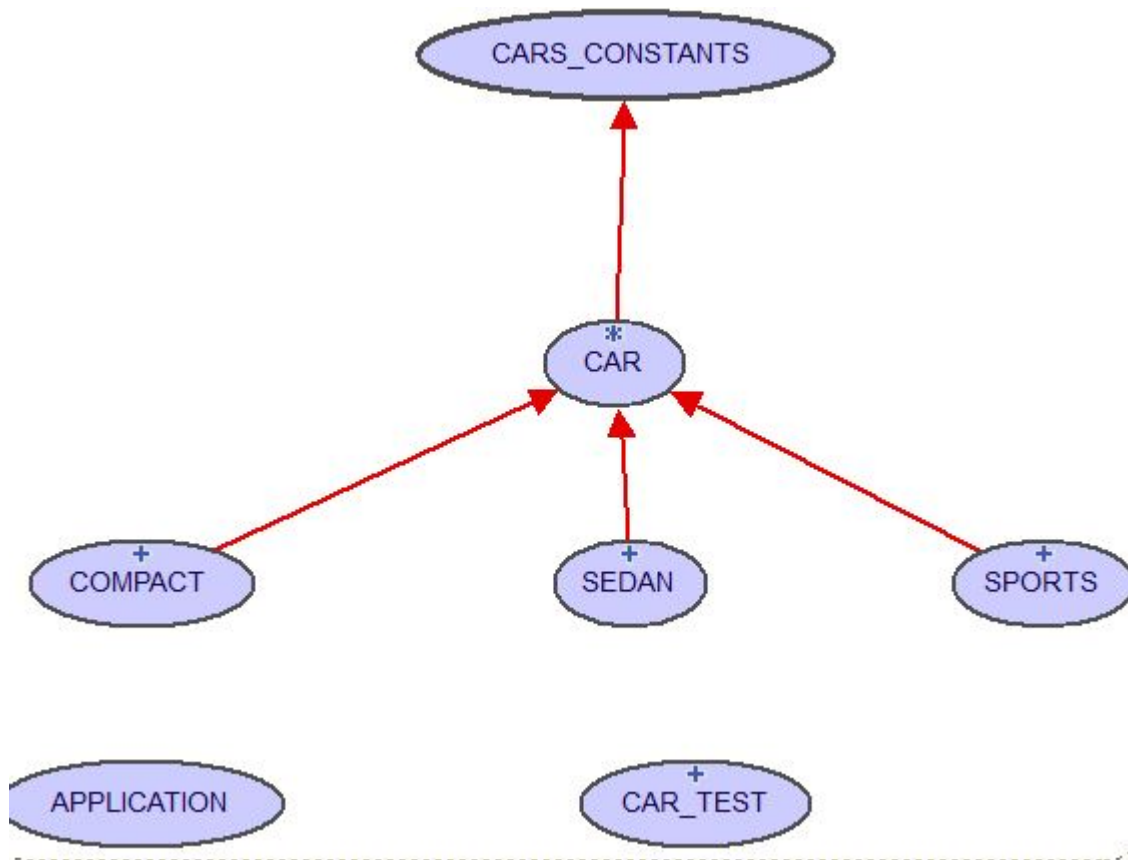 CARS_CONSTANTS
*
CAR
+
COMPACT
+
SEDAN
+
SPORTS
APPLICATION
+
CAR_TEST